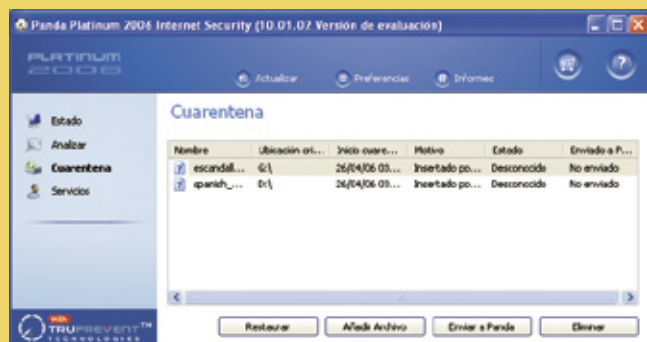 Panda Platinum 2006 Internet Security (10.01.02 Versión de evaluación)
PLATINUM
2006
Actualizar
Preferencias
Informes
Estado
Analizar
Cuarentena
Servicios
Cuarentena
Nombre Ubicación ori... Inicio cuare... Motivo Estado Enviado a P...
escandall... G:\ 26/04/06 03... Insertado po... Desconocido No enviado
spanish_... D:\ 26/04/06 03... Insertado po... Desconocido No enviado
with
TRUPREVENT™
TECHNOLOGIES
Restaurar
Añadir Archivo
Enviar a Panda
Eliminar